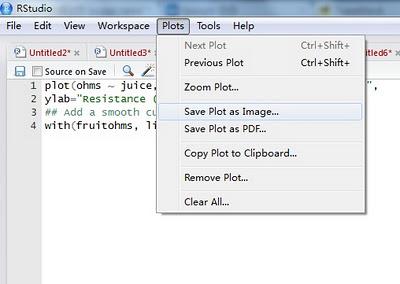 RStudio
File Edit View Workspace Plots Tools Help
Untitled2* Untitled3* titled6*
Source on Save
Next Plot Ctrl+Shift+
Previous Plot Ctrl+Shift+
Zoom Plot...
Save Plot as Image...
Save Plot as PDF...
Copy Plot to Clipboard...
Remove Plot...
Clear All...
1 plot(ohms ~ juice, ",
2 ylab="Resistance (
3 ## Add a smooth cu
4 with(fruitohms, li